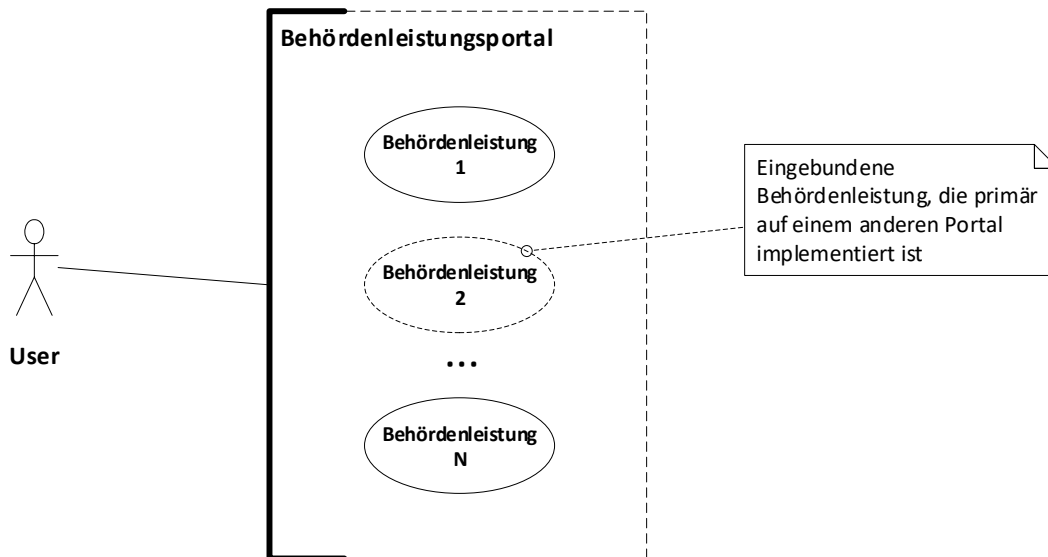 Behördenleistungsportal
Behördenleistung
1
Eingebundene
Behördenleistung, die primär
auf einem anderen Portal
implementiert ist
Behördenleistung
2
User
...
Behördenleistung
N